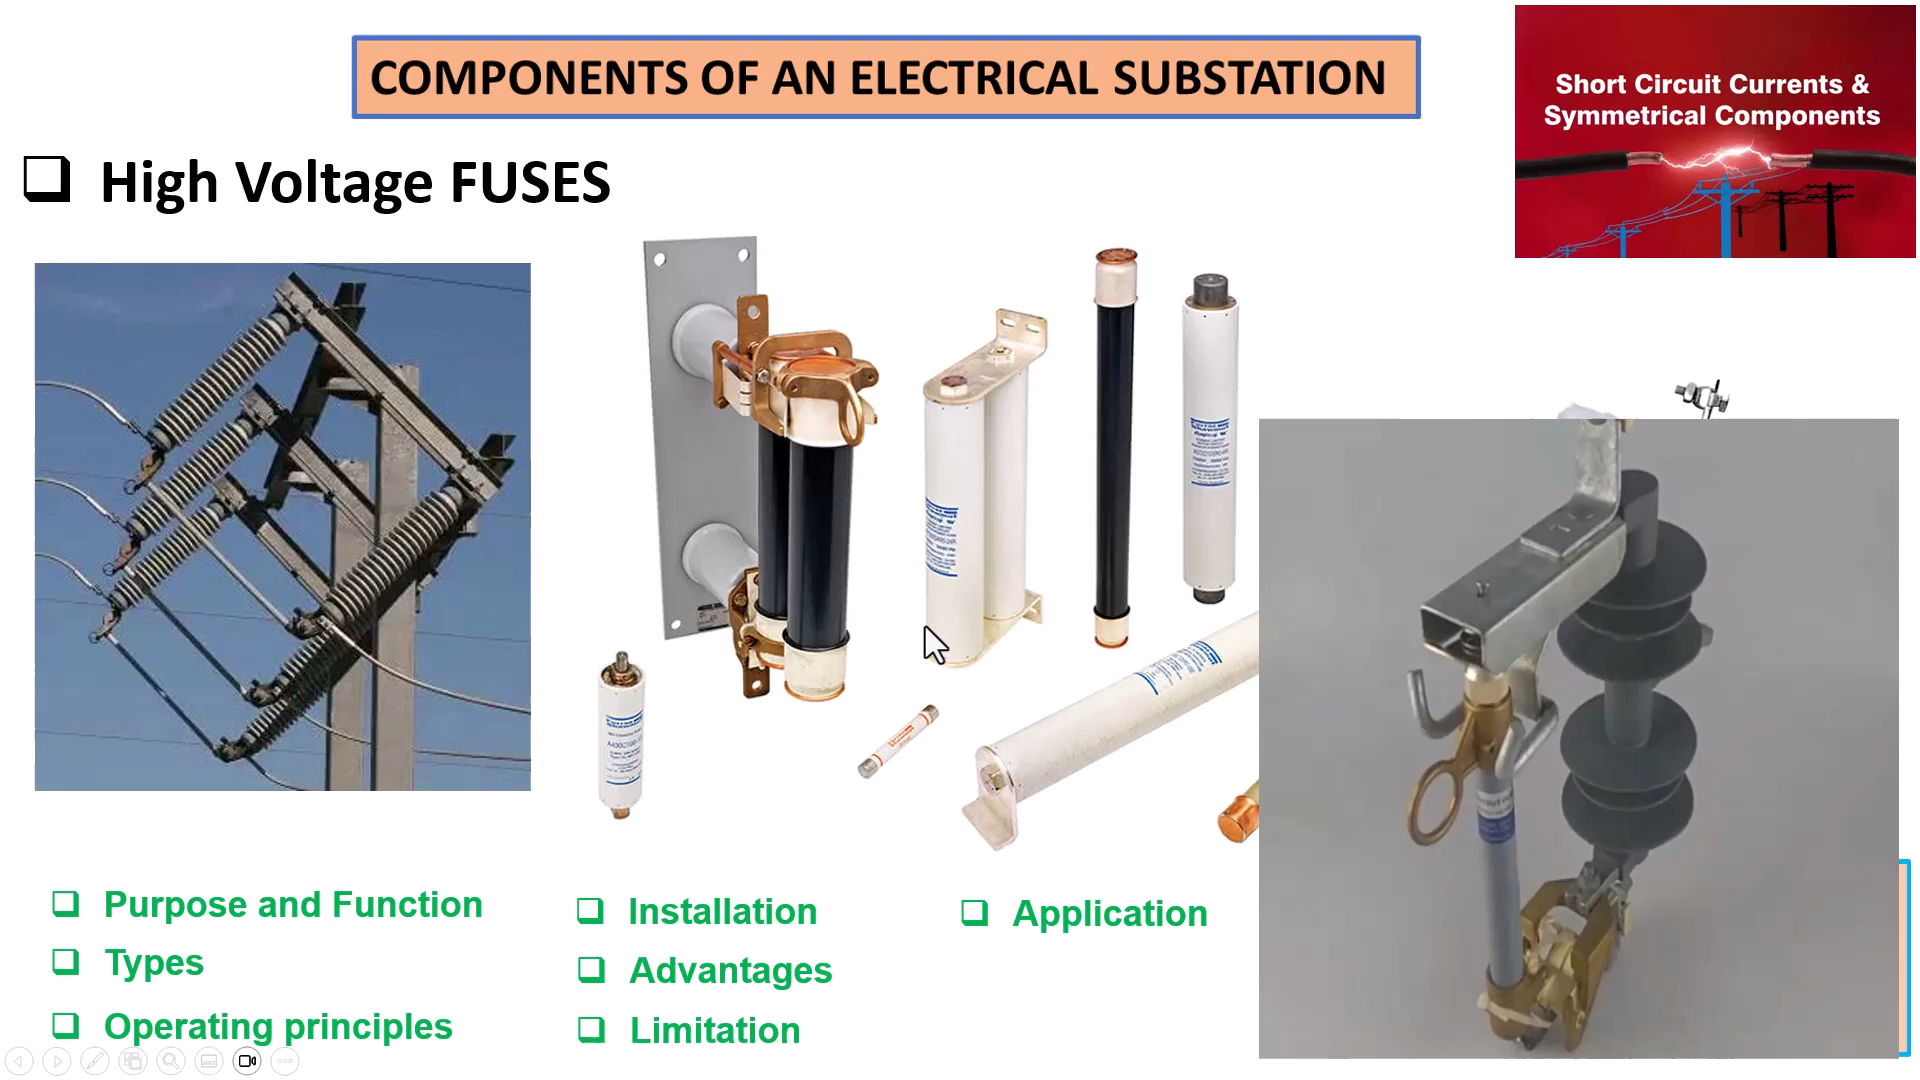 COMPONENTS OF AN ELECTRICAL SUBSTATION
Short Circuit Currents &
Symmetrical Components
❑ High Voltage FUSES
❑ Purpose and Function
❑ Types
❑ Operating principles
❑ Installation
❑ Advantages
❑ Limitation
❑ Application